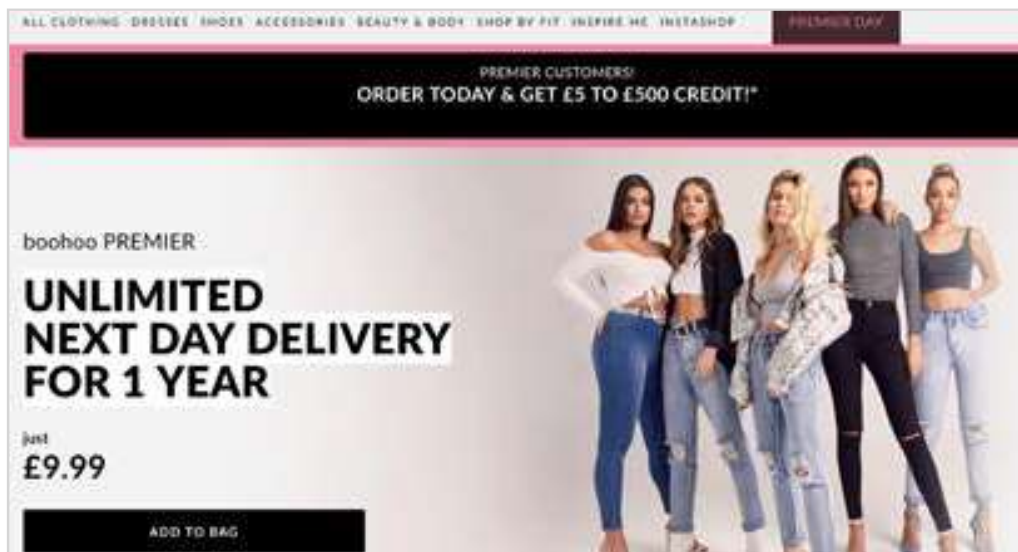 ALL CLOTHING DRESSES SHOES ACCESSORIES BEAUTY & BODY SHOP BY FIT INSPIRE ME INSTASHOP PREMIER DAY
PREMIER CUSTOMERS!
ORDER TODAY & GET £5 TO £500 CREDIT!*
boohoo PREMIER
UNLIMITED
NEXT DAY DELIVERY
FOR 1 YEAR
just
£9.99
ADD TO BAG